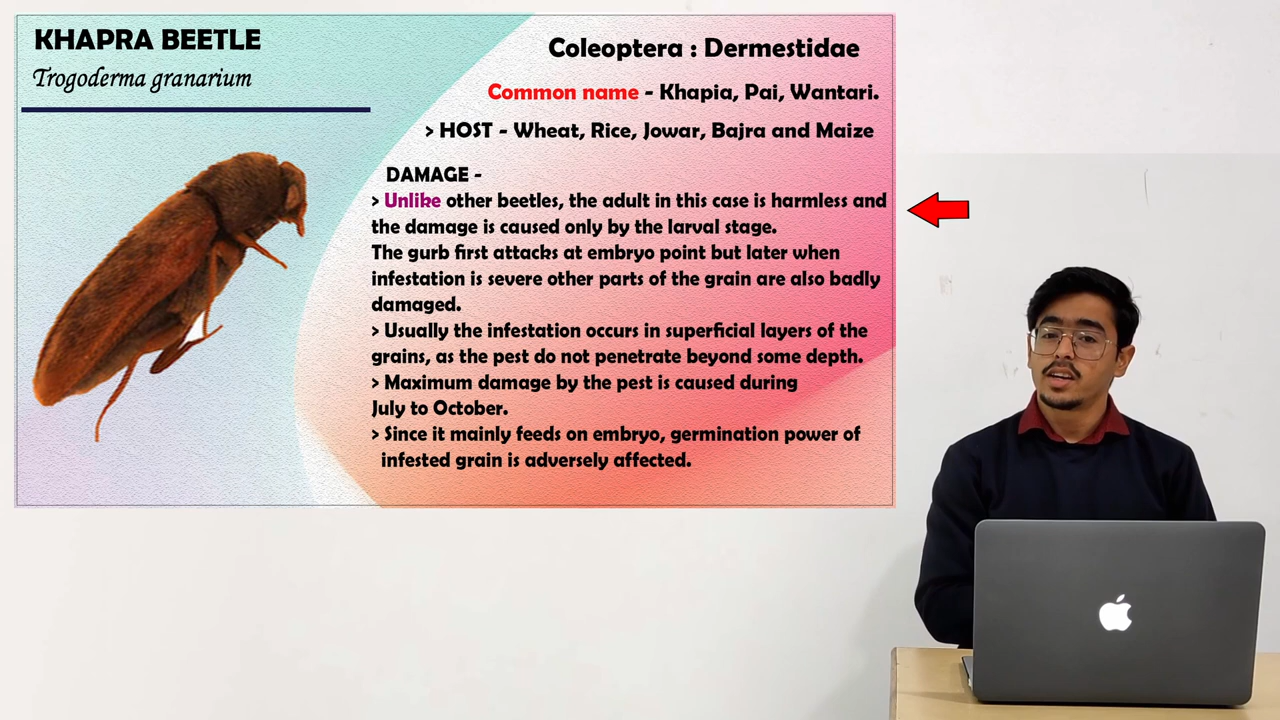 KHAPRA BEETLE
Trogoderma granarium
Coleoptera : Dermestidae
Common name - Khapia, Pai, Wantari.
> HOST - Wheat, Rice, Jowar, Bajra and Maize
DAMAGE -
> Unlike other beetles, the adult in this case is harmless and
the damage is caused only by the larval stage.
The gurb first attacks at embryo point but later when
infestation is severe other parts of the grain are also badly
damaged.
> Usually the infestation occurs in superficial layers of the
grains, as the pest do not penetrate beyond some depth.
> Maximum damage by the pest is caused during
July to October.
> Since it mainly feeds on embryo, germination power of
infested grain is adversely affected.